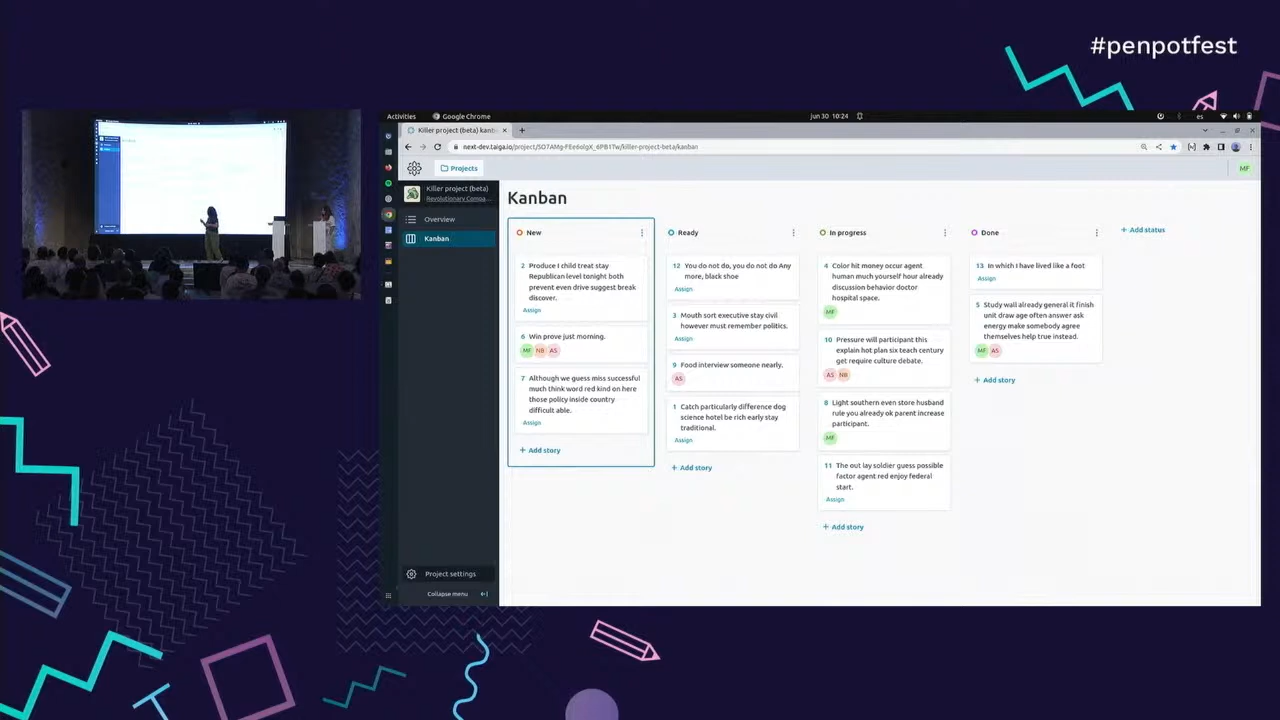 #penpotfest
Activities
Google Chrome
jun 30 10:24
es
Killer project (beta) kanb
next-dev.taiga.io/project/SO7AMg-FEe6olgX_6PB1Tw/killer-project-beta/kanban
Projects
MF
Killer project (beta)
Revolutionary Compa...
Overview
Kanban
Project settings
Collapse menu
Kanban
New
2 Produce I child treat stay
Republican level tonight both
prevent even drive suggest break
discover.
Assign
6 Win prove just morning.
MF NB AS
7 Although we guess miss successful
much think word red kind on here
those policy inside country
difficult able.
Assign
+ Add story
Ready
12 You do not do, you do not do Any
more, black shoe
Assign
3 Mouth sort executive stay civil
however must remember politics.
Assign
9 Food interview someone nearly.
AS
1 Catch particularly difference dog
science hotel be rich early stay
traditional.
Assign
+ Add story
In progress
4 Color hit money occur agent
human much yourself hour already
discussion behavior doctor
hospital space.
MF
10 Pressure will participant this
explain hot plan six teach century
get require culture debate.
AS NB
8 Light southern even store husband
rule you already ok parent increase
participant.
MF
11 The out lay soldier guess possible
factor agent red enjoy federal
start.
Assign
+ Add story
Done
13 In which I have lived like a foot
Assign
5 Study wall already general it finish
unit draw age often answer ask
energy make somebody agree
themselves help true instead.
MF AS
+ Add story
+ Add status